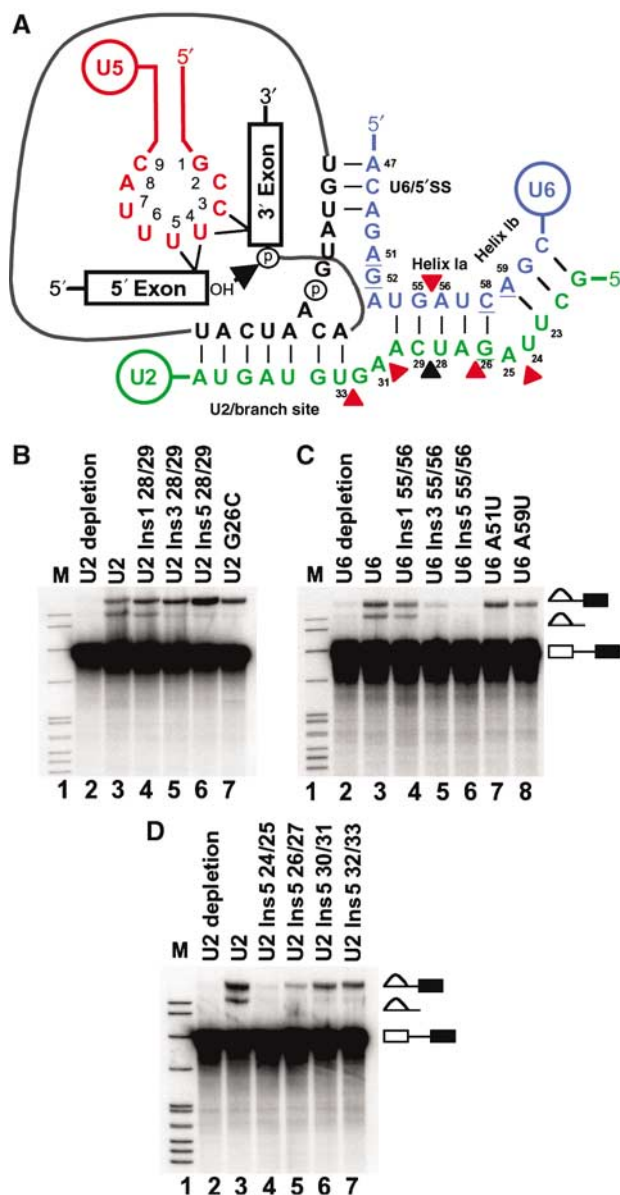 A
U5
5′
3′
C A C U U U U C C G
9 8 7 6 5 4 3 2 1
3′ Exon
p
5′ Exon
OH
U G U A U G
p
5′
A C A G A G A U G A U C A G C
47
U6/5′SS
51
52
Helix Ia
55 56
58
59
Helix Ib
U6
U A C U A A C A
U2
A U G A U G U G A A C U A G A U U C G
5
33
31
29 28
26
25
24
23
U2/branch site
B
M
U2 depletion
U2
U2 Ins1 28/29
U2 Ins3 28/29
U2 Ins5 28/29
U2 G26C
1 2 3 4 5 6 7
C
M
U6 depletion
U6
U6 Ins1 55/56
U6 Ins3 55/56
U6 Ins5 55/56
U6 A51U
U6 A59U
1 2 3 4 5 6 7 8
D
M
U2 depletion
U2
U2 Ins5 24/25
U2 Ins5 26/27
U2 Ins5 30/31
U2 Ins5 32/33
1 2 3 4 5 6 7